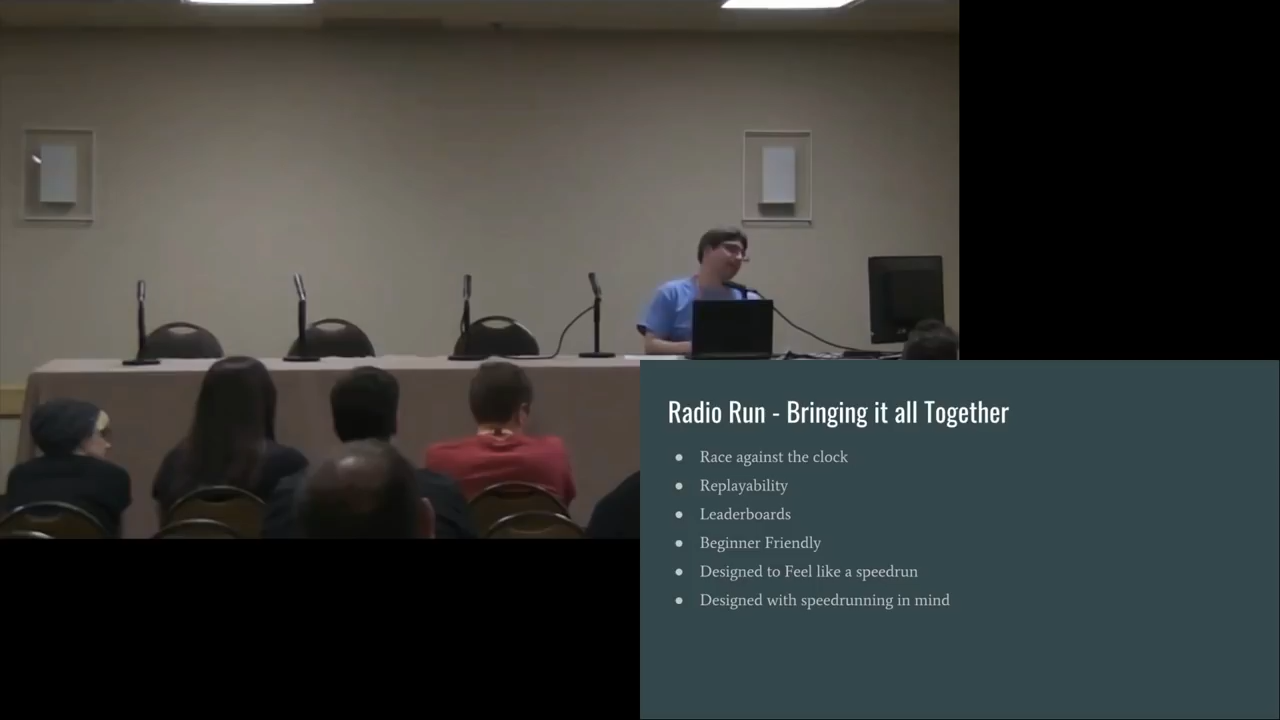 Radio Run - Bringing it all Together
Race against the clock
Replayability
Leaderboards
Beginner Friendly
Designed to Feel like a speedrun
Designed with speedrunning in mind